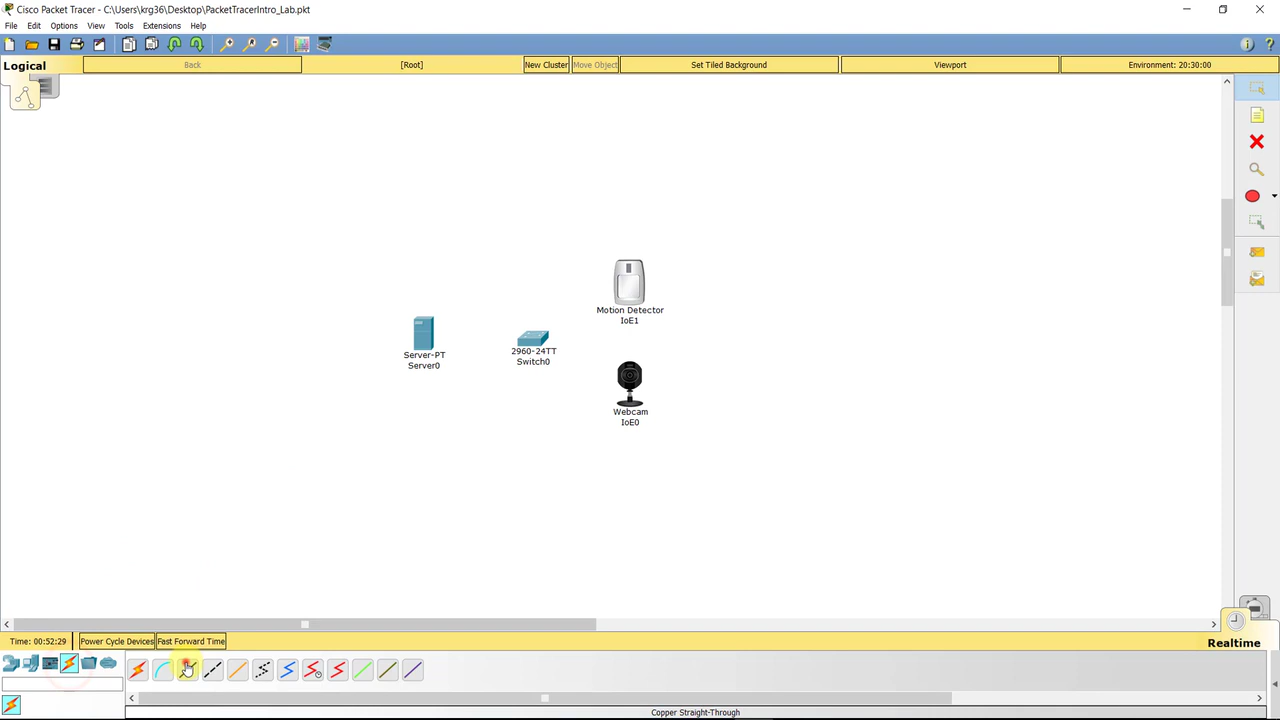 Cisco Packet Tracer - C:\Users\krg36\Desktop\PacketTracerIntro_Lab.pkt
File Edit Options View Tools Extensions Help
Logical Back [Root] New Cluster Move Object Set Tiled Background Viewport Environment: 20:30:00
Motion Detector
IoE1
Server-PT
Server0
2960-24TT
Switch0
Webcam
IoE0
Time: 00:52:29 Power Cycle Devices Fast Forward Time
Realtime
Copper Straight-Through